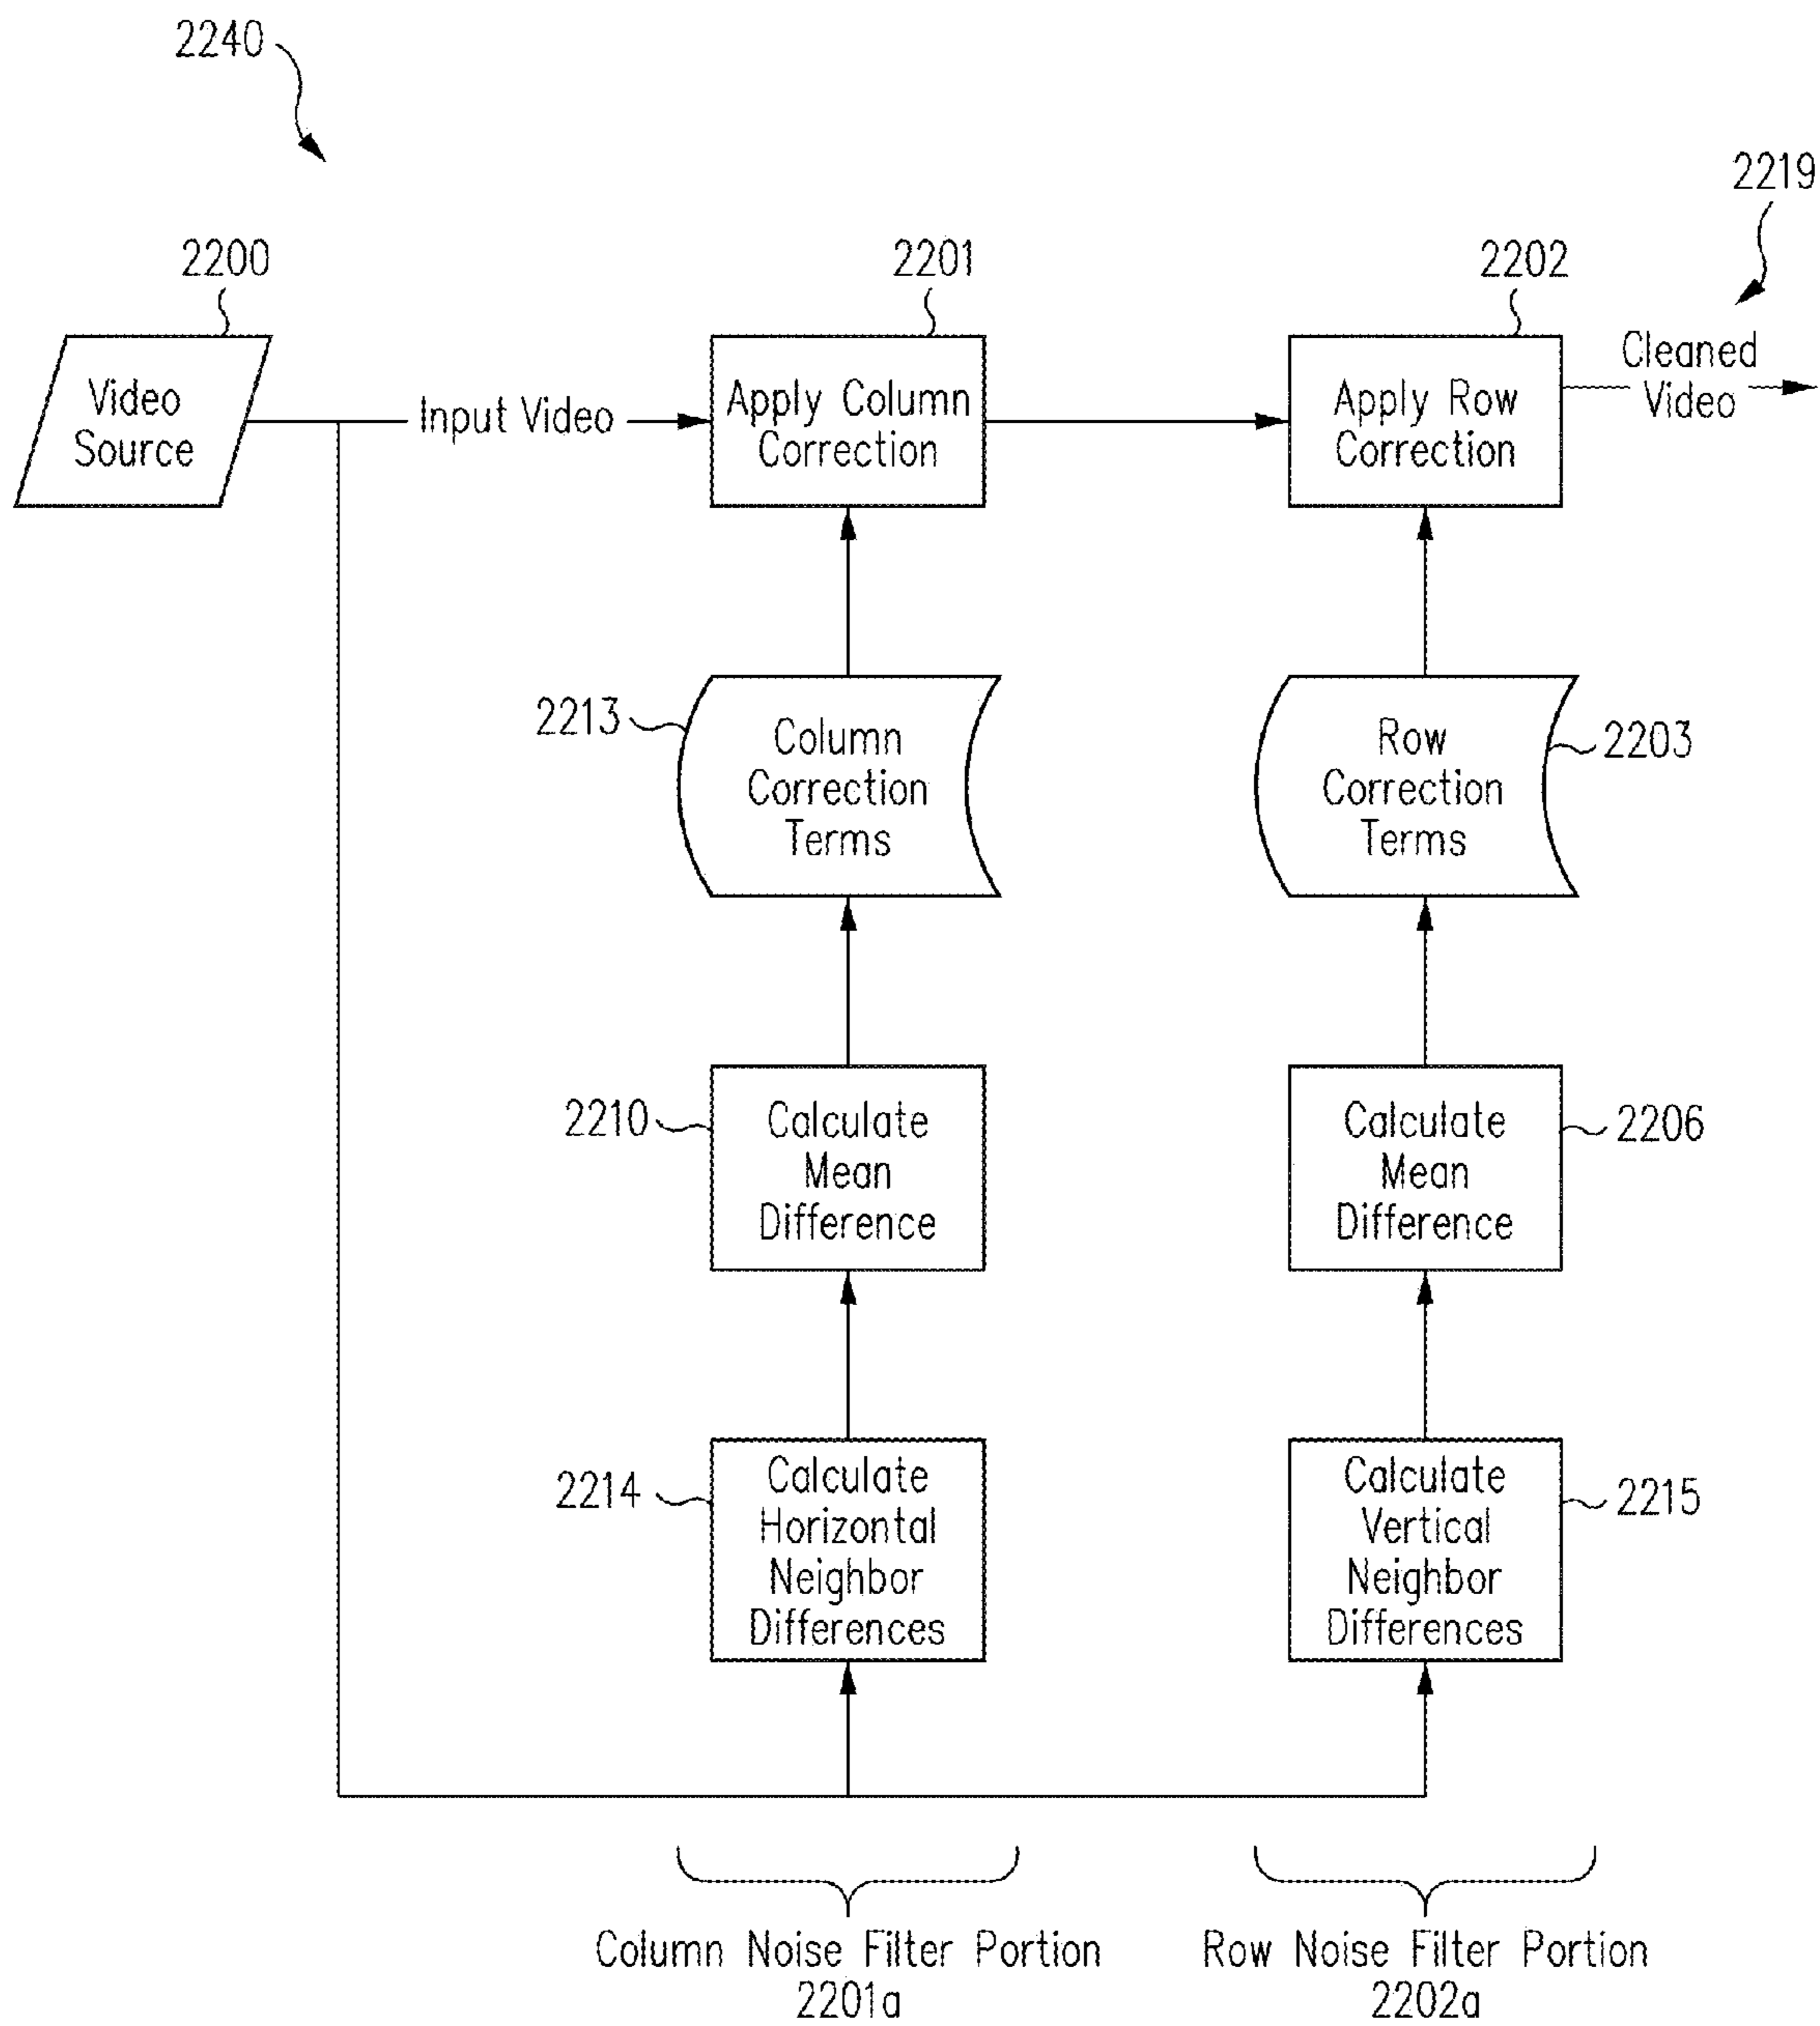 2240
2219
2200
2201
2202
Video
Source
Input Video
Apply Column
Correction
Apply Row
Correction
Cleaned
Video
2213
Column
Correction
Terms
Row
Correction
Terms
2203
2210
Calculate
Mean
Difference
Calculate
Mean
Difference
2206
2214
Calculate
Horizontal
Neighbor
Differences
Calculate
Vertical
Neighbor
Differences
2215
Column Noise Filter Portion
2201a
Row Noise Filter Portion
2202a